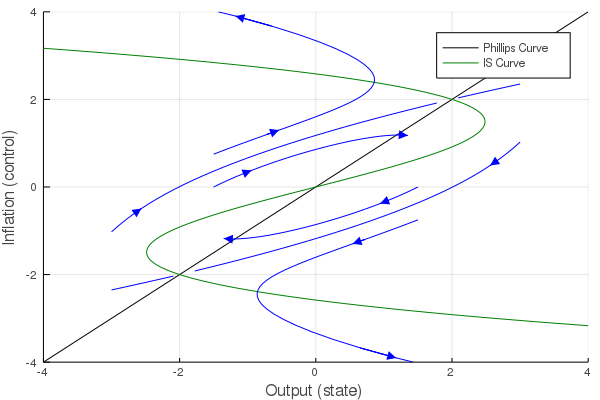 4
2
0
-2
-4
-4
-2
0
2
4
Inflation (control)
Output (state)
Phillips Curve
IS Curve